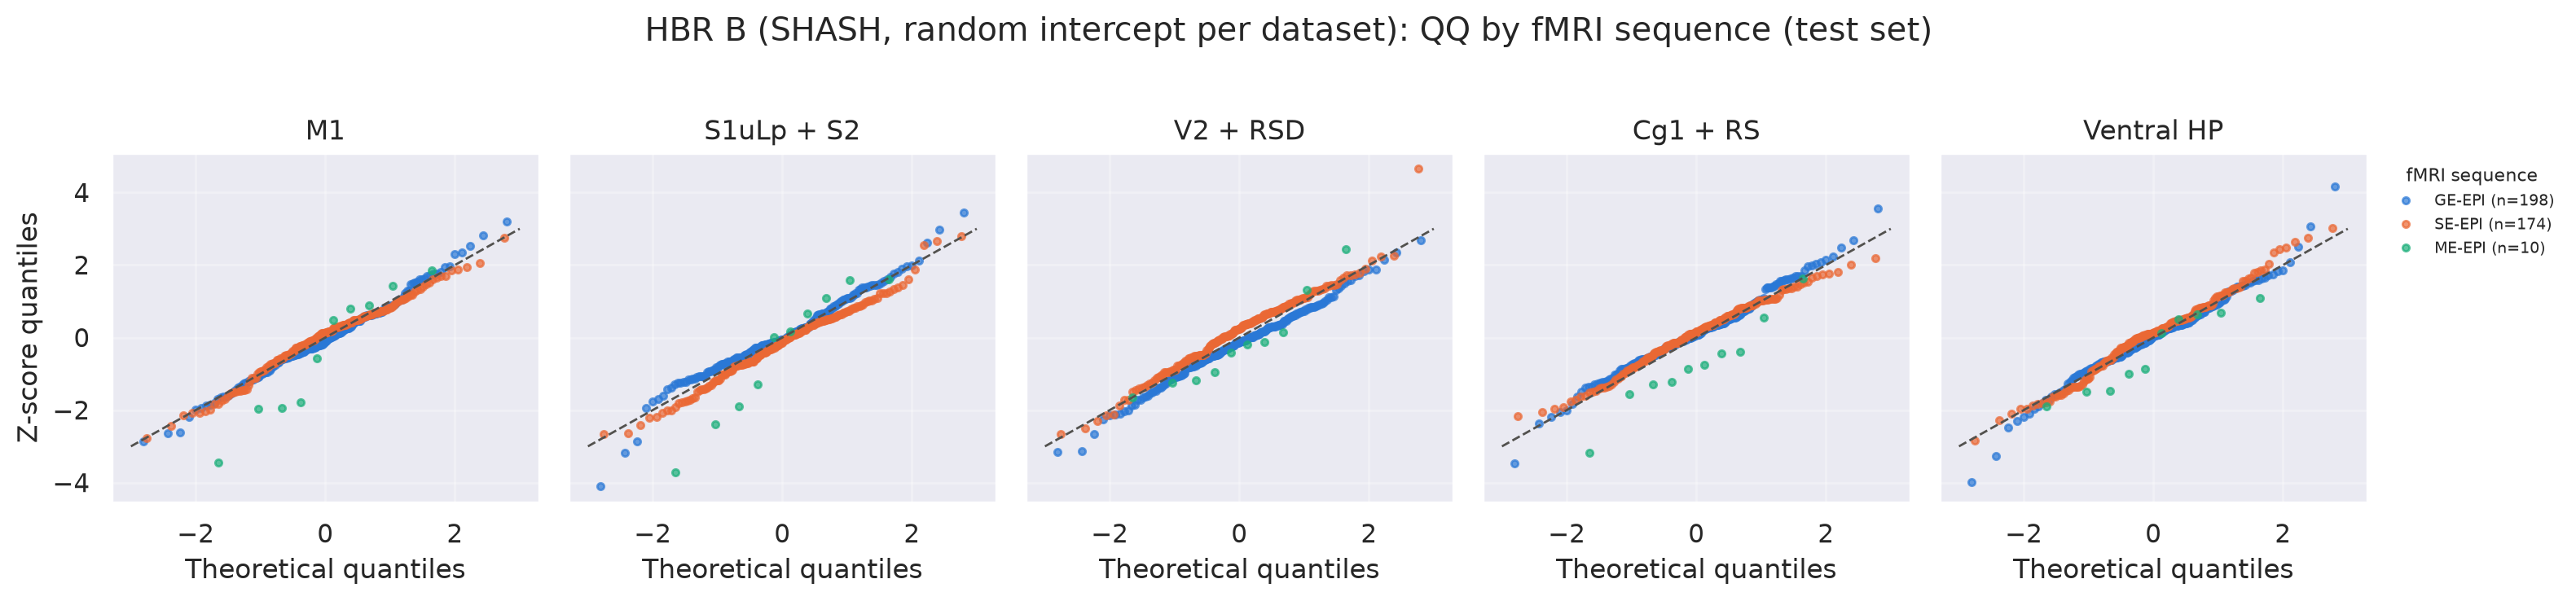 HBR B (SHASH, random intercept per dataset): QQ by fMRI sequence (test set)
M1
S1uLp + S2
V2 + RSD
Cg1 + RS
Ventral HP
Z-score quantiles
4
2
0
−2
−4
−2 0 2
−2 0 2
−2 0 2
−2 0 2
−2 0 2
Theoretical quantiles
Theoretical quantiles
Theoretical quantiles
Theoretical quantiles
Theoretical quantiles
fMRI sequence
GE-EPI (n=198)
SE-EPI (n=174)
ME-EPI (n=10)